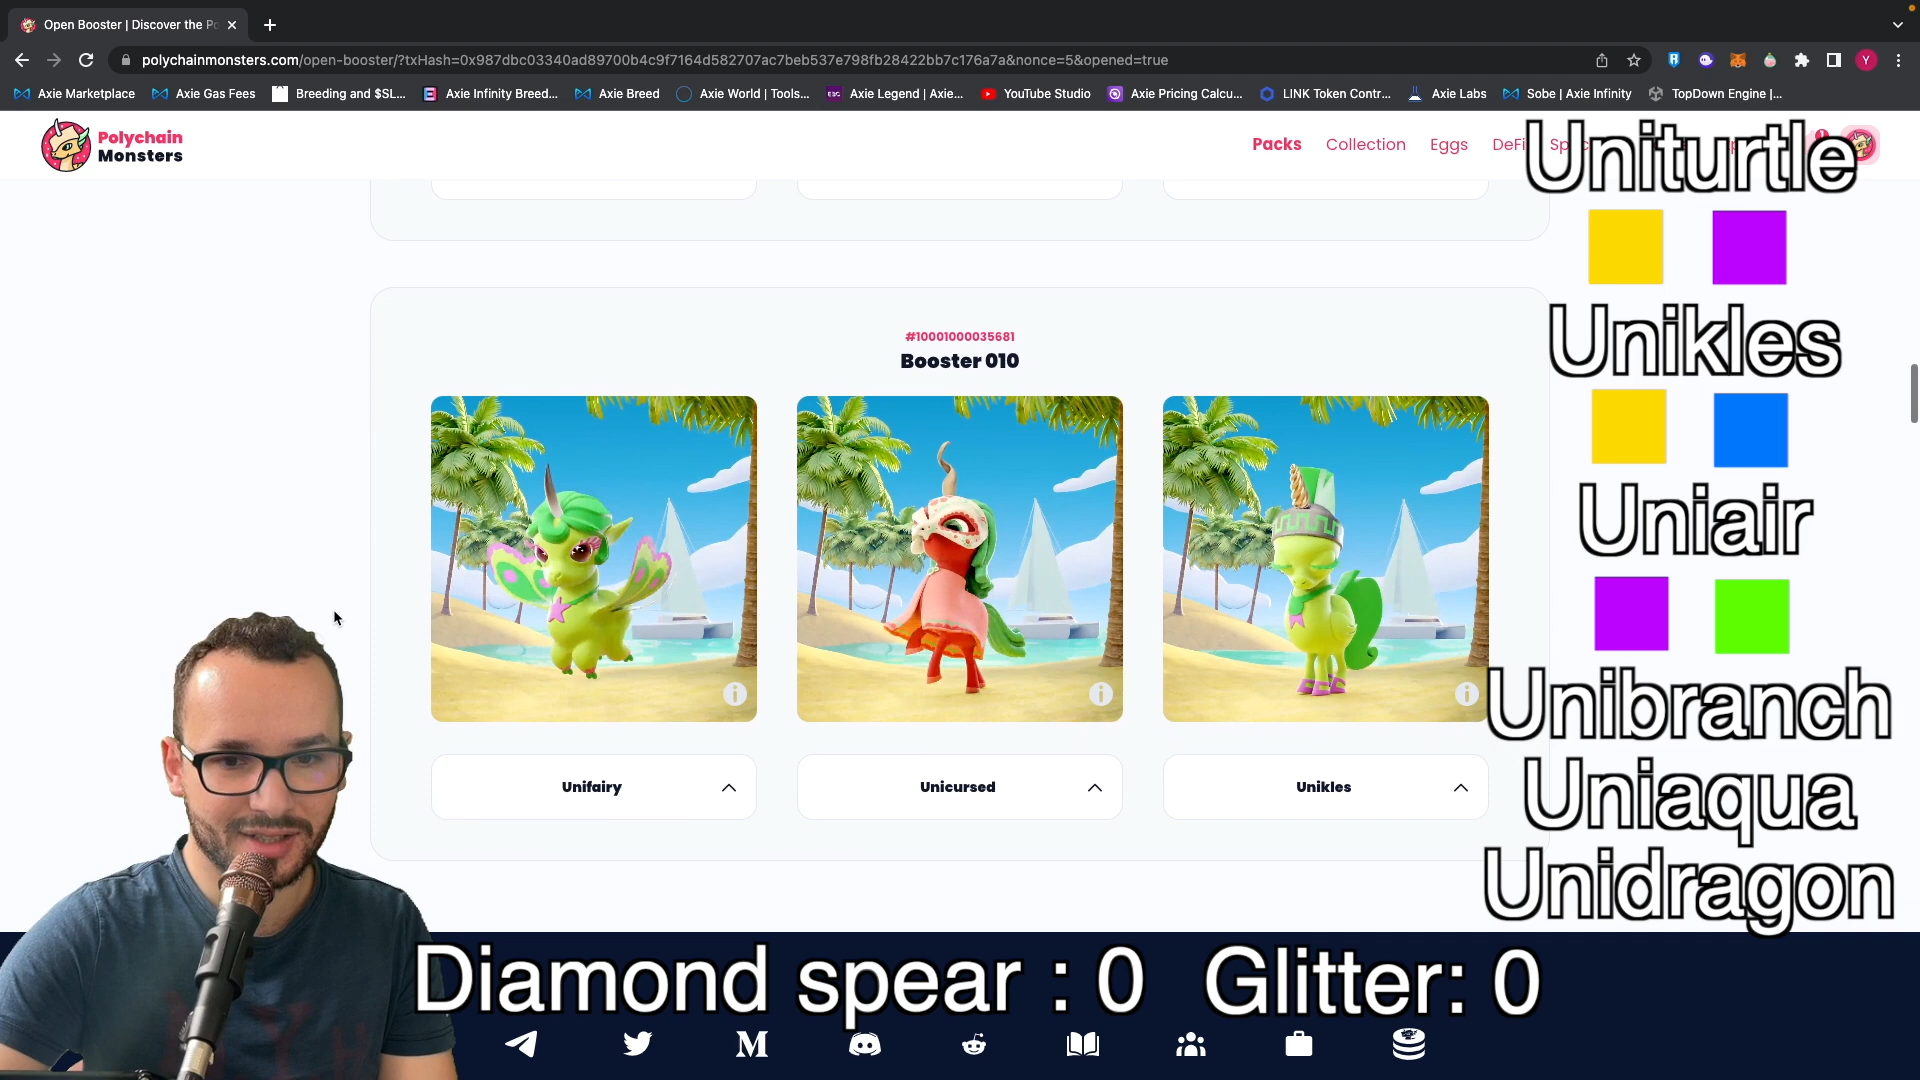 Open Booster | Discover the Po
polychainmonsters.com/open-booster/?txHash=0x987dbc03340ad89700b4c9f7164d582707ac7beb537e798fb28422bb7c176a7a&nonce=5&opened=true
Y
Axie Marketplace
Axie Gas Fees
Breeding and $SL...
Axie Infinity Breed...
Axie Breed
Axie World | Tools...
Axie Legend | Axie...
YouTube Studio
Axie Pricing Calcu...
LINK Token Contr...
Axie Labs
Sobe | Axie Infinity
TopDown Engine |...
Polychain
Monsters
Packs
Collection
Eggs
DeFi
1
Uniturtle
Unikles
Uniair
Unibranch
Uniaqua
Unidragon
#10001000035681
Booster 010
Unifairy
Unicursed
Unikles
Diamond spear : 0 Glitter: 0